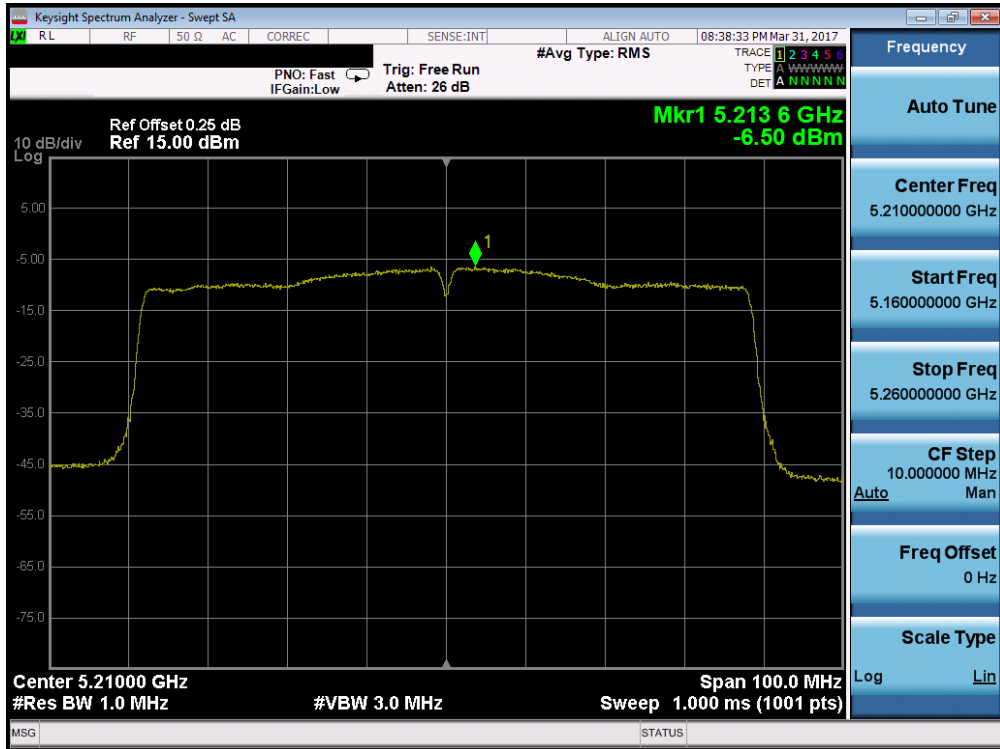 Keysight Spectrum Analyzer - Swept SA
LXI RL RF 50 Ω AC CORREC SENSE:INT ALIGN AUTO 08:38:33 PM Mar 31, 2017
PNO: Fast
IFGain:Low
Trig: Free Run
Atten: 26 dB
#Avg Type: RMS
TRACE 1 2 3 4 5 6
TYPE A WWWWW
DET A N N N N N
Mkr1 5.213 6 GHz
-6.50 dBm
Ref Offset 0.25 dB
10 dB/div Ref 15.00 dBm
Log
1
5.00
-5.00
-15.0
-25.0
-35.0
-45.0
-55.0
-65.0
-75.0
Center 5.21000 GHz Span 100.0 MHz
#Res BW 1.0 MHz #VBW 3.0 MHz Sweep 1.000 ms (1001 pts)
MSG STATUS
Frequency
Auto Tune
Center Freq
5.210000000 GHz
Start Freq
5.160000000 GHz
Stop Freq
5.260000000 GHz
CF Step
10.000000 MHz
Auto Man
Freq Offset
0 Hz
Scale Type
Log Lin